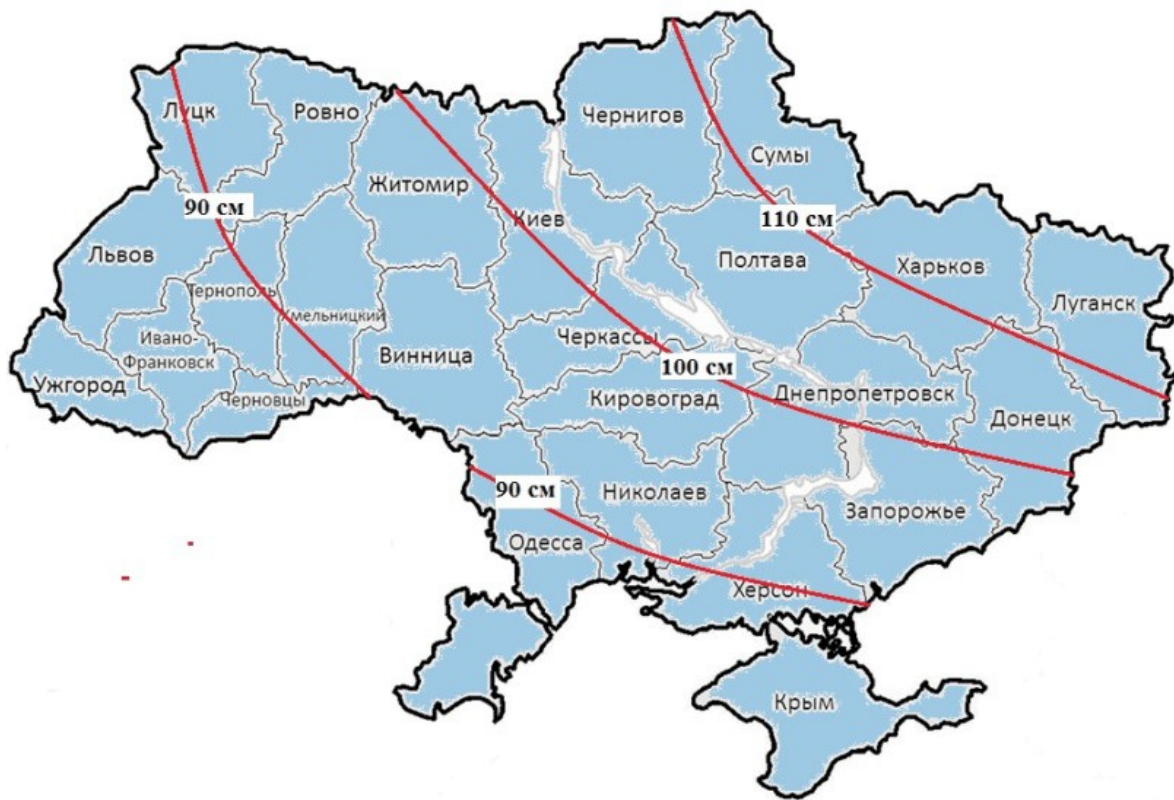 Луцк
Ровно
Чернигов
Сумы
Житомир
90 см
Киев
110 см
Львов
Полтава
Харьков
Тернополь
Хмельницкий
Луганск
Ивано-
Франковск
Винница
Черкассы
100 см
Ужгород
Черновцы
Кировоград
Днепролетровск
Донецк
90 см
Николаев
Запорожье
Одесса
Херсон
Крым